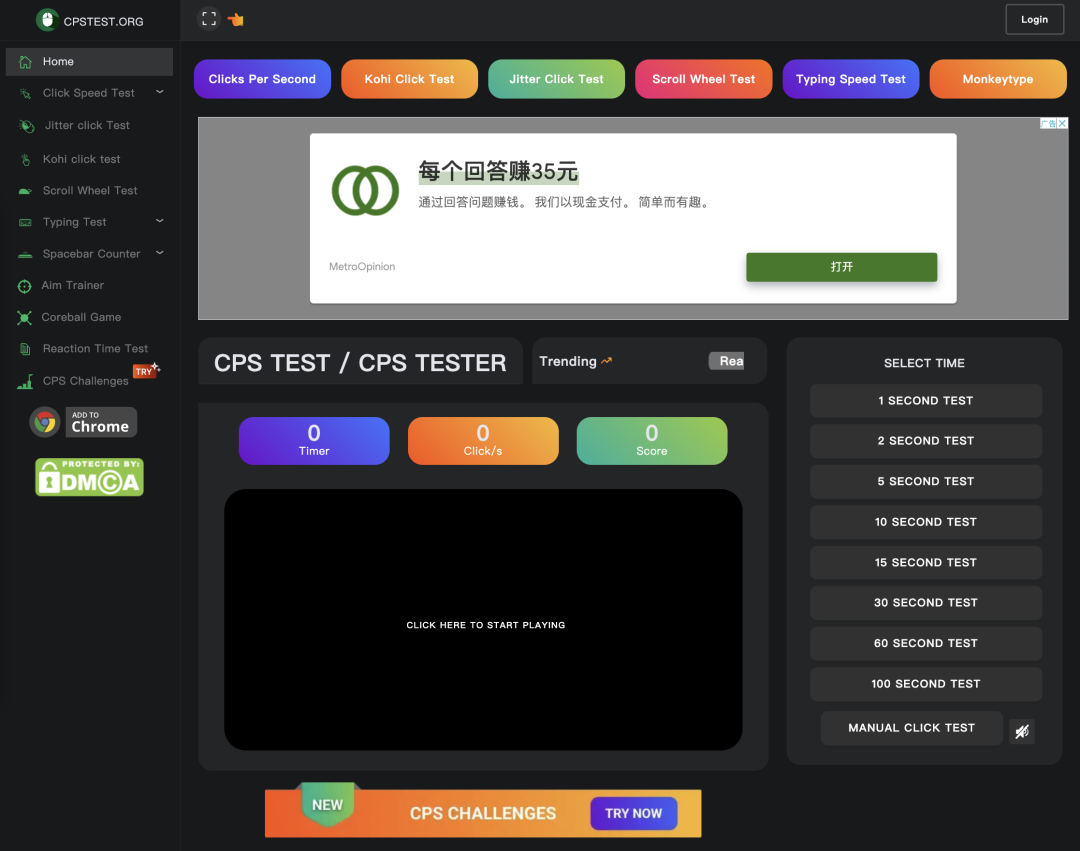 CPSTEST.ORG
Login
Home
Click Speed Test
Jitter click Test
Kohi click test
Scroll Wheel Test
Typing Test
Spacebar Counter
Aim Trainer
Coreball Game
Reaction Time Test
CPS Challenges
TRY
ADD TO
Chrome
PROTECTED BY:
DMCA
Clicks Per Second
Kohi Click Test
Jitter Click Test
Scroll Wheel Test
Typing Speed Test
Monkeytype
广告
每个回答赚35元
通过回答问题赚钱。 我们以现金支付。 简单而有趣。
MetroOpinion
打开
CPS TEST / CPS TESTER
Trending
Rea
0
Timer
0
Click/s
0
Score
CLICK HERE TO START PLAYING
SELECT TIME
1 SECOND TEST
2 SECOND TEST
5 SECOND TEST
10 SECOND TEST
15 SECOND TEST
30 SECOND TEST
60 SECOND TEST
100 SECOND TEST
MANUAL CLICK TEST
NEW
CPS CHALLENGES
TRY NOW